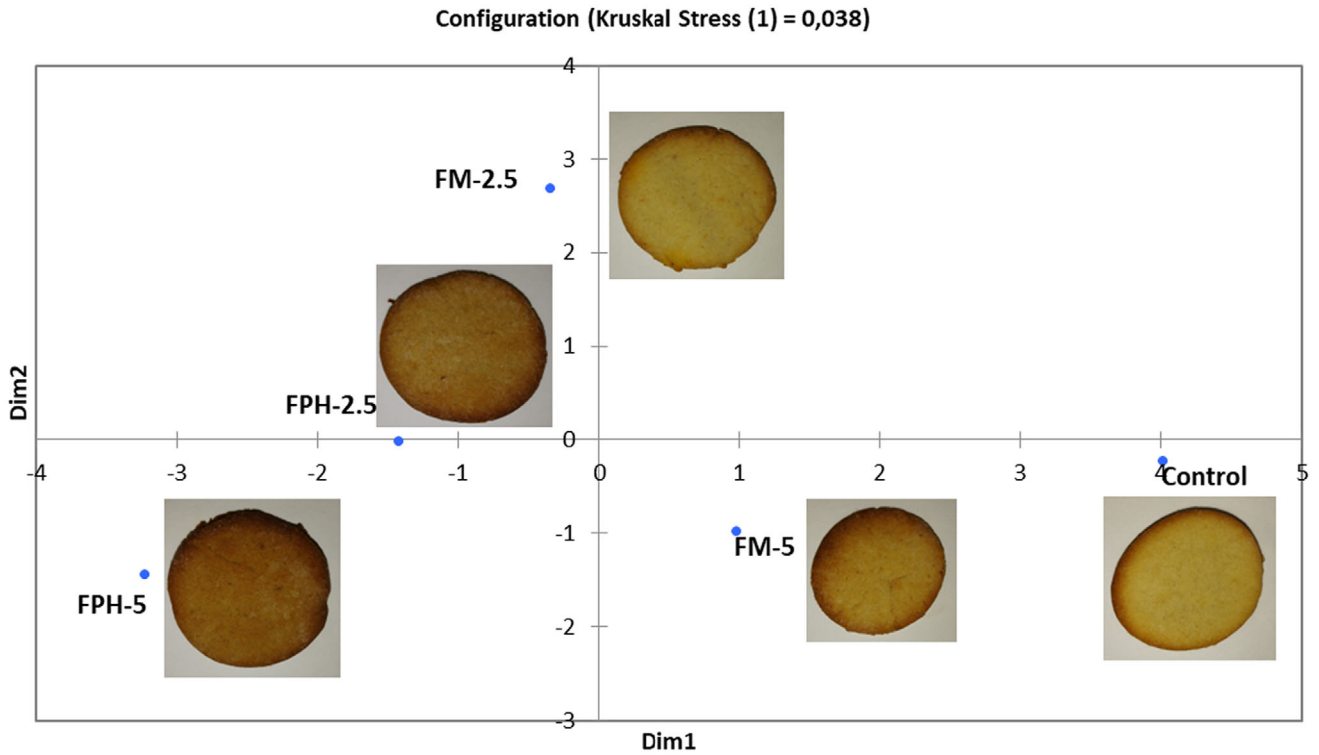 Configuration (Kruskal Stress (1) = 0,038)
4
3
FM-2.5
2
1
Dim2
FPH-2.5
0
-4 -3 -2 -1 0 1 2 3 4 5
Control
-1
FM-5
FPH-5
-2
-3
Dim1